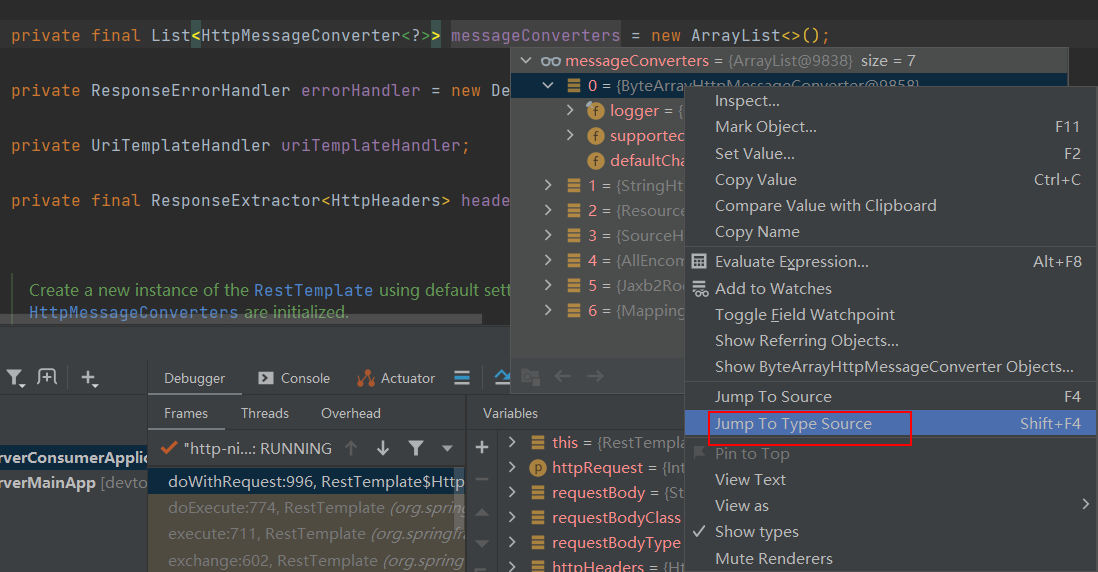 private final List<HttpMessageConverter<?>> messageConverters = new ArrayList<>();
messageConverters = {ArrayList@9838} size = 7
private ResponseErrorHandler errorHandler = new De
0 = {ByteArrayHttpMessageConverter@9858}
logger = {
supported
defaultCha
private UriTemplateHandler uriTemplateHandler;
1 = {StringHt
private final ResponseExtractor<HttpHeaders> heade
2 = {Resource
3 = {SourceH
4 = {AllEncom
5 = {Jaxb2Roo
6 = {Mapping
Create a new instance of the RestTemplate using default sett
HttpMessageConverters are initialized.
Inspect...
Mark Object... F11
Set Value... F2
Copy Value Ctrl+C
Compare Value with Clipboard
Copy Name
Evaluate Expression... Alt+F8
Add to Watches
Toggle Field Watchpoint
Show Referring Objects...
Show ByteArrayHttpMessageConverter Objects...
Jump To Source F4
Jump To Type Source Shift+F4
Pin to Top
View Text
View as
Show types
Mute Renderers
Debugger Console Actuator
Frames Threads Overhead
Variables
"http-ni...: RUNNING
rverConsumerApplic
rverMainApp [devto
doWithRequest:996, RestTemplate$Http
doExecute:774, RestTemplate (org.spring
execute:711, RestTemplate (org.springfra
exchange:602, RestTemplate (org.spring
this = {RestTempla
httpRequest = {Int
requestBody = {St
requestBodyClass
requestBodyType
httpHeaders = {Ht